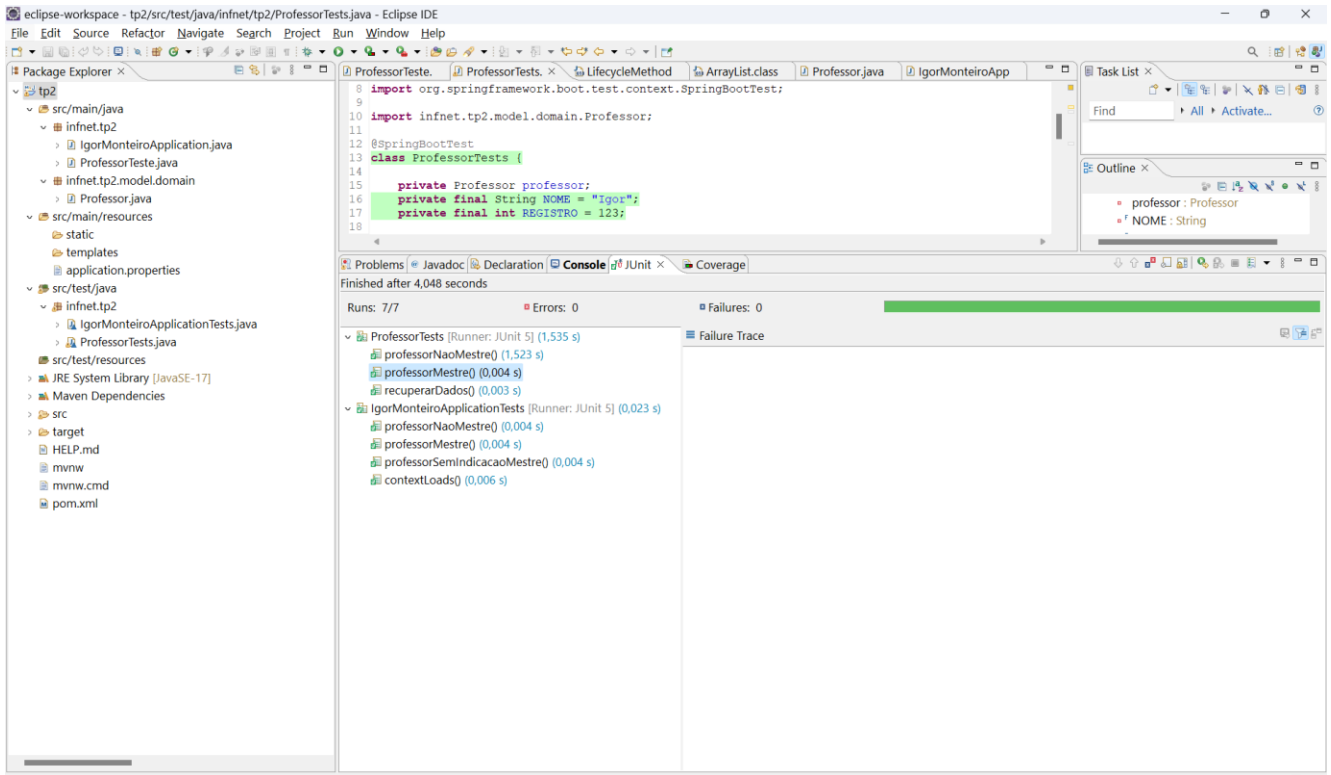 eclipse-workspace - tp2/src/test/java/infnet/tp2/ProfessorTests.java - Eclipse IDE
File Edit Source Refactor Navigate Search Project Run Window Help
Package Explorer
tp2
src/main/java
infnet.tp2
IgorMonteiroApplication.java
ProfessorTeste.java
infnet.tp2.model.domain
Professor.java
src/main/resources
static
templates
application.properties
src/test/java
infnet.tp2
IgorMonteiroApplicationTests.java
ProfessorTests.java
src/test/resources
JRE System Library [JavaSE-17]
Maven Dependencies
src
target
HELP.md
mvnw
mvnw.cmd
pom.xml
ProfessorTeste. ProfessorTests. LifecycleMethod ArrayList.class Professor.java IgorMonteiroApp
8 import org.springframework.boot.test.context.SpringBootTest;
9
10 import infnet.tp2.model.domain.Professor;
11
12 @SpringBootTest
13 class ProfessorTests {
14
15 private Professor professor;
16 private final String NOME = "Igor";
17 private final int REGISTRO = 123;
18
Task List
Find All Activate...
Outline
professor : Professor
NOME : String
Problems Javadoc Declaration Console JUnit Coverage
Finished after 4,048 seconds
Runs: 7/7 Errors: 0 Failures: 0
ProfessorTests [Runner: JUnit 5] (1,535 s)
professorNaoMestre() (1,523 s)
professorMestre() (0,004 s)
recuperarDados() (0,003 s)
IgorMonteiroApplicationTests [Runner: JUnit 5] (0,023 s)
professorNaoMestre() (0,004 s)
professorMestre() (0,004 s)
professorSemIndicacaoMestre() (0,004 s)
contextLoads() (0,006 s)
Failure Trace